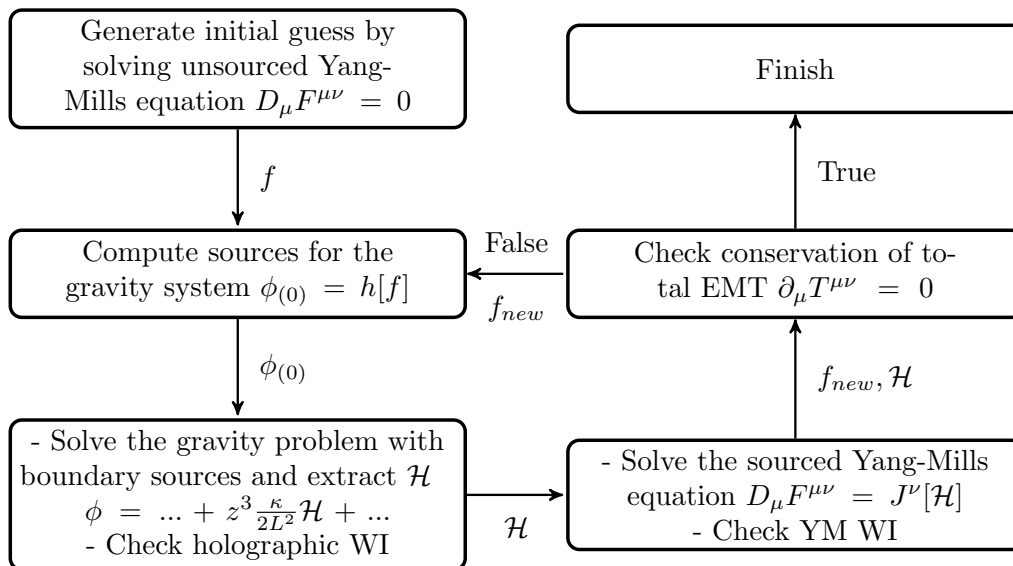 Generate initial guess by
solving unsourced Yang-
Mills equation $D_\mu F^{\mu\nu} = 0$
f
Compute sources for the
gravity system $\phi_{(0)} = h[f]$
$\phi_{(0)}$
- Solve the gravity problem with
boundary sources and extract $\mathcal{H}$
$\phi = ... + z^3 \frac{\kappa}{2L^2} \mathcal{H} + ...$
- Check holographic WI
$\mathcal{H}$
- Solve the sourced Yang-Mills
equation $D_\mu F^{\mu\nu} = J^\nu[\mathcal{H}]$
- Check YM WI
$f_{new}, \mathcal{H}$
Check conservation of to-
tal EMT $\partial_\mu T^{\mu\nu} = 0$
False
$f_{new}$
True
Finish